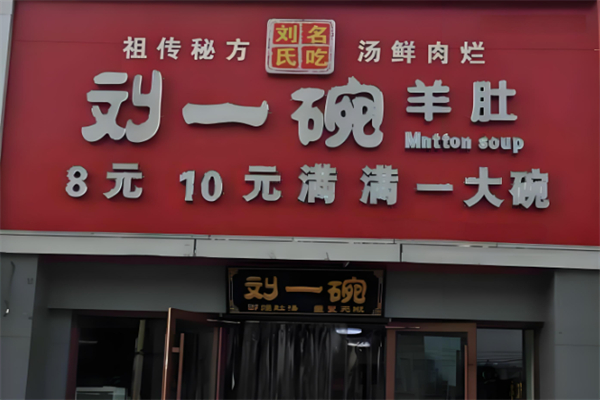 祖传秘方 刘氏名吃 汤鲜肉烂
刘一碗 羊肚
Mntton soup
8元 10元满满一大碗
刘一碗